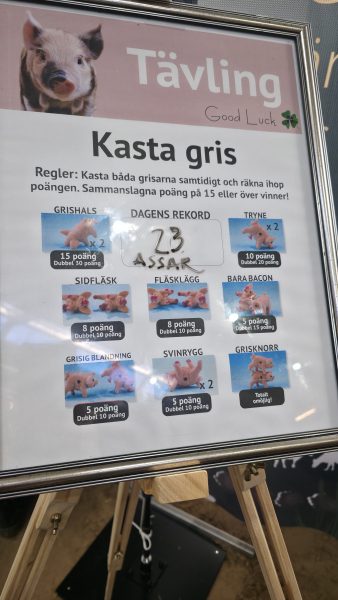 Tävling
Good Luck
Kasta gris
Regler: Kasta båda grisarna samtidigt och räkna ihop
poängen. Sammanslagna poäng på 15 eller över vinner!
GRISHALS
x 2
15 poäng
Dubbel 30 poäng
DAGENS REKORD
23
ASSAR
TRYNE
x 2
10 poäng
Dubbel 20 poäng
SIDFLÄSK
8 poäng
Dubbel 10 poäng
FLÄSKLÄGG
8 poäng
Dubbel 10 poäng
BARA BACON
5 poäng
Dubbel 15 poäng
GRISIG BLANDNING
5 poäng
Dubbel 10 poäng
SVINRYGG
x 2
5 poäng
Dubbel 10 poäng
GRISKNORR
Totalt
omöjlig!